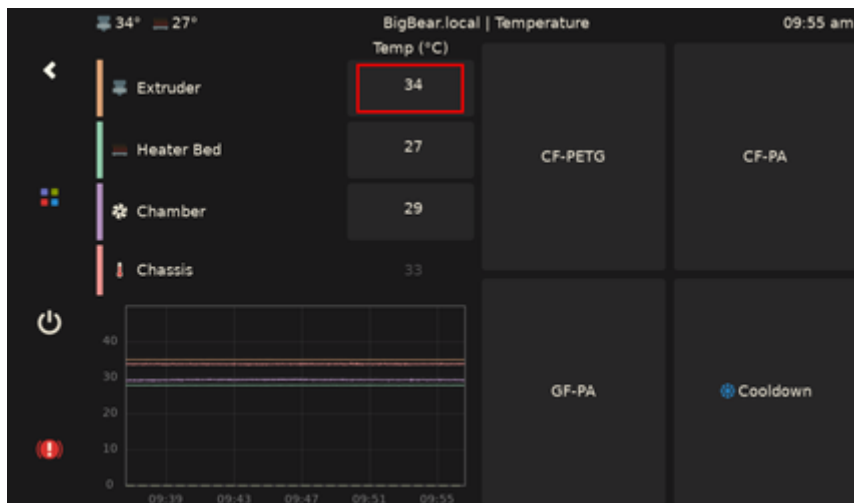 34° 27° BigBear.local | Temperature 09:55 am
Temp (°C)
Extruder 34
Heater Bed 27
Chamber 29
Chassis 33
CF-PETG CF-PA
GF-PA Cooldown
40
30
20
10
0
09:39 09:43 09:47 09:51 09:55